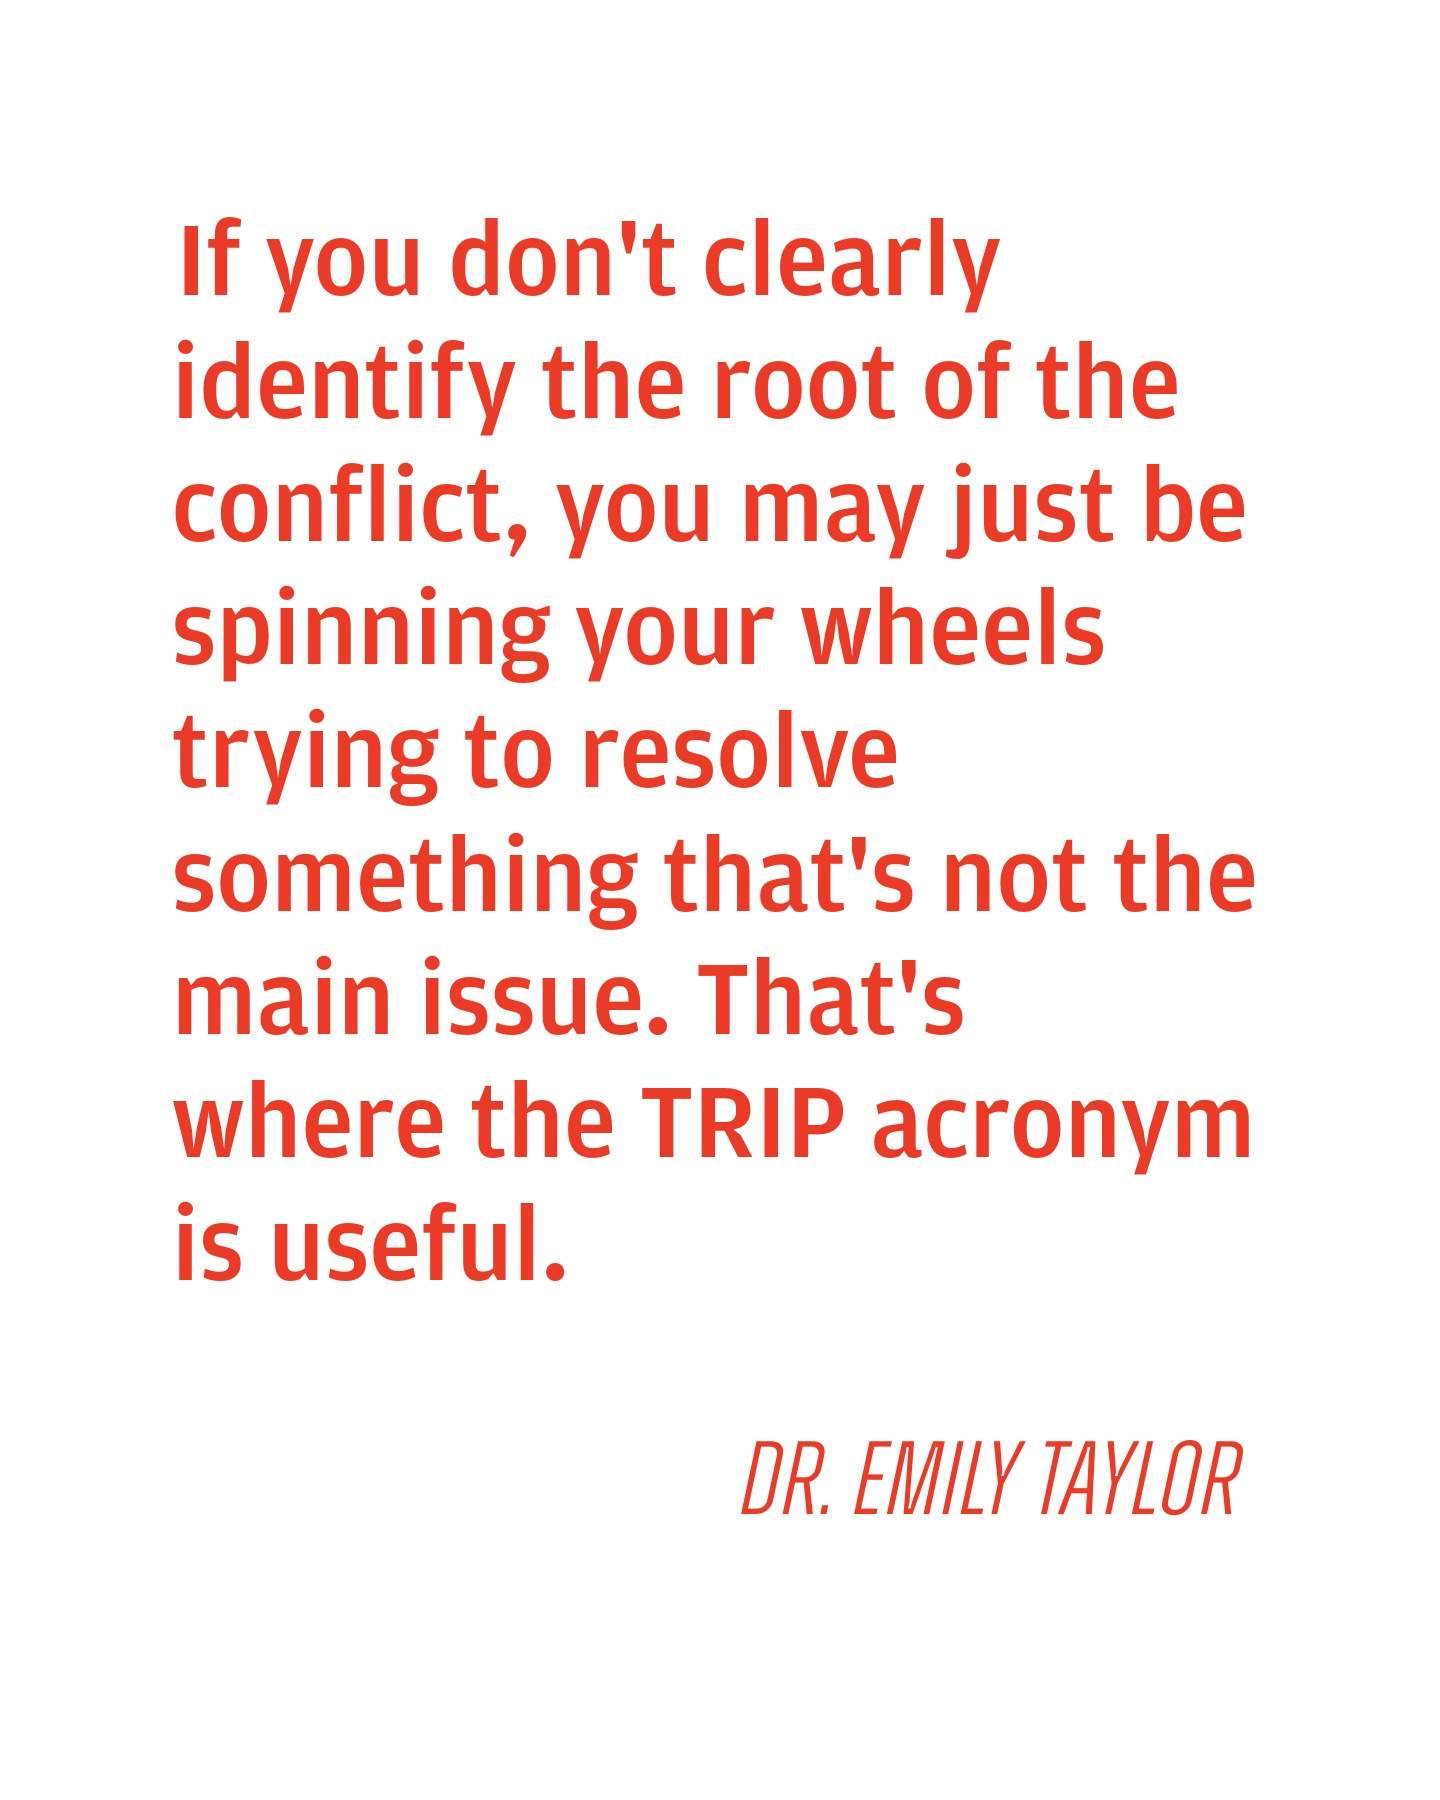 If you don't clearly
identify the root of the
conflict, you may just be
spinning your wheels
trying to resolve
something that's not the
main issue. That's
where the TRIP acronym
is useful.
DR. EMILY TAYLOR